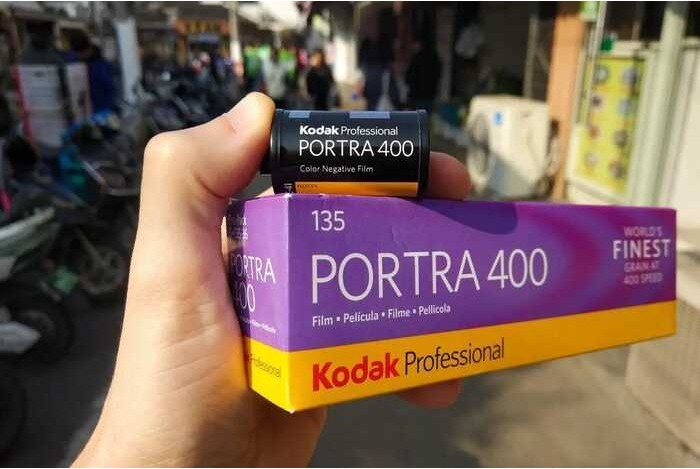 Kodak Professional
PORTRA 400
Color Negative Film
135
PORTRA 400
Film • Película • Filme • Pellicola
Kodak Professional
WORLD'S
FINEST
GRAIN AT
400 SPEED
PORTRA
400
Kodak